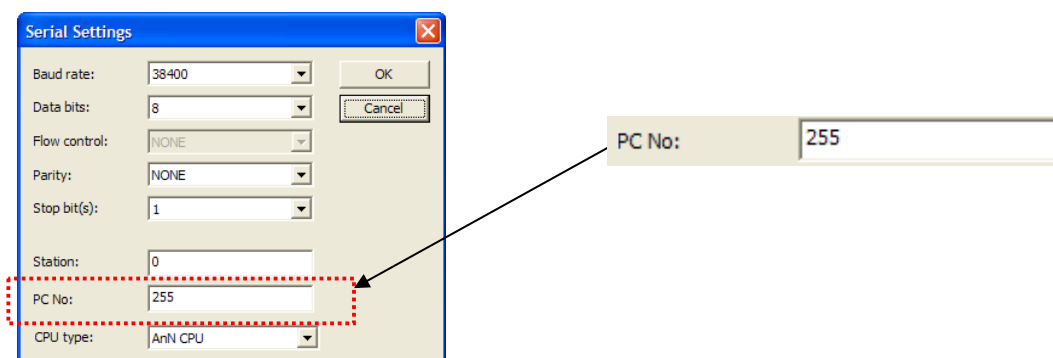 Serial Settings
Baud rate: 38400 OK
Data bits: 8 Cancel
Flow control: NONE
Parity: NONE
Stop bit(s): 1
Station: 0
PC No: 255
CPU type: AnN CPU
PC No: 255